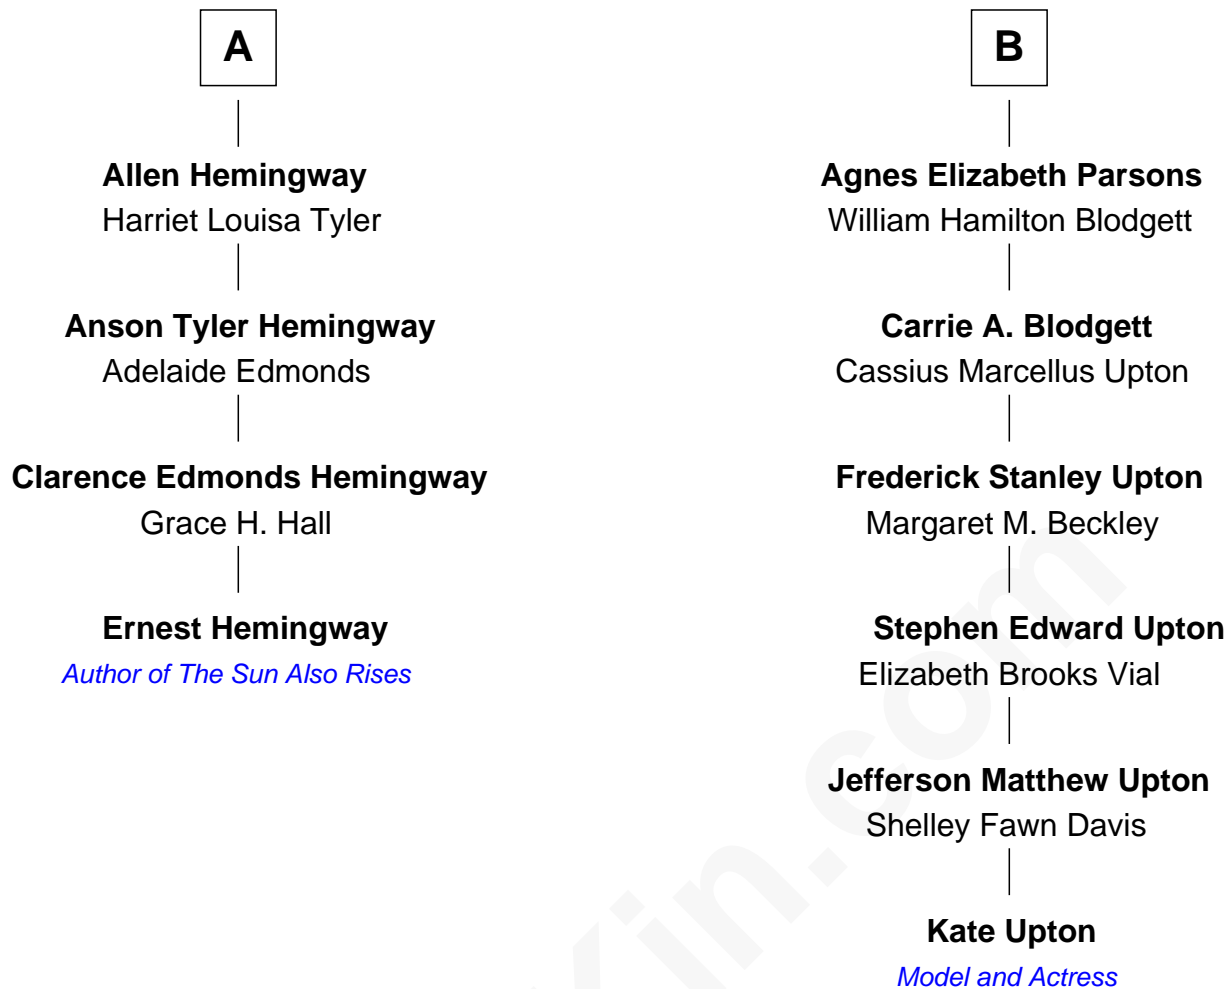 A
Allen Hemingway
Harriet Louisa Tyler
Anson Tyler Hemingway
Adelaide Edmonds
Clarence Edmonds Hemingway
Grace H. Hall
Ernest Hemingway
Author of The Sun Also Rises
B
Agnes Elizabeth Parsons
William Hamilton Blodgett
Carrie A. Blodgett
Cassius Marcellus Upton
Frederick Stanley Upton
Margaret M. Beckley
Stephen Edward Upton
Elizabeth Brooks Vial
Jefferson Matthew Upton
Shelley Fawn Davis
Kate Upton
Model and Actress